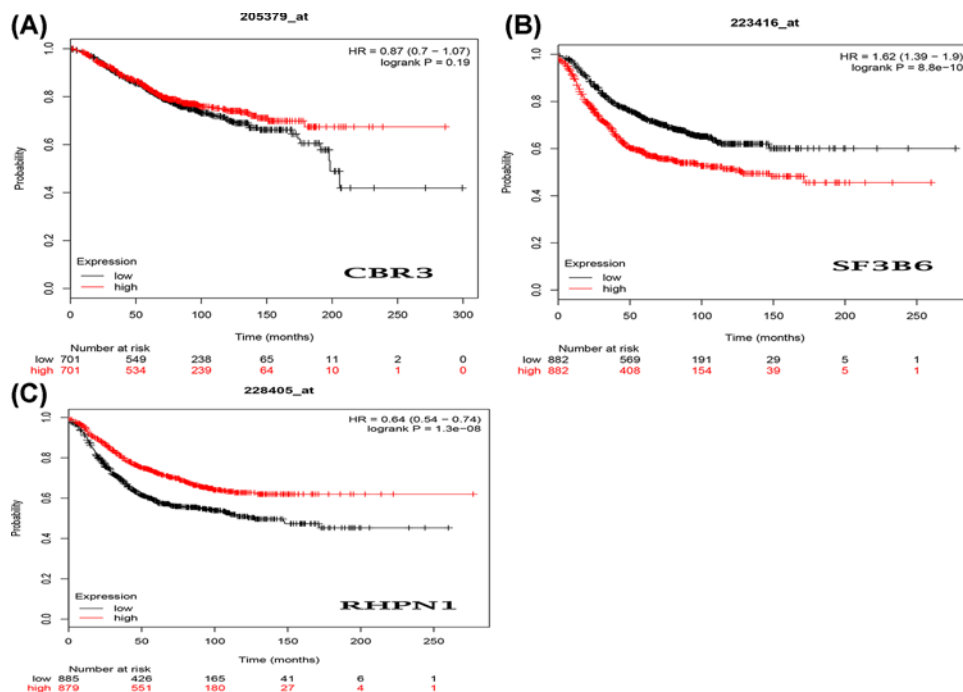 (A)
205379_at
HR = 0.87 (0.7 − 1.07)
logrank P = 0.19
Probability
1.0
0.8
0.6
0.4
0.2
0.0
Expression
low
high
CBR3
0 50 100 150 200 250 300
Time (months)
Number at risk
low 701 549 238 65 11 2 0
high 701 534 239 64 10 1 0
(B)
223416_at
HR = 1.62 (1.39 − 1.9)
logrank P = 8.8e−10
Probability
1.0
0.8
0.6
0.4
0.2
0.0
Expression
low
high
SF3B6
0 50 100 150 200 250
Time (months)
Number at risk
low 882 569 191 29 5 1
high 882 408 154 39 5 1
(C)
228405_at
HR = 0.64 (0.54 − 0.74)
logrank P = 1.3e−08
Probability
1.0
0.8
0.6
0.4
0.2
0.0
Expression
low
high
RHPN1
0 50 100 150 200 250
Time (months)
Number at risk
low 885 426 165 41 6 1
high 879 551 180 27 4 1